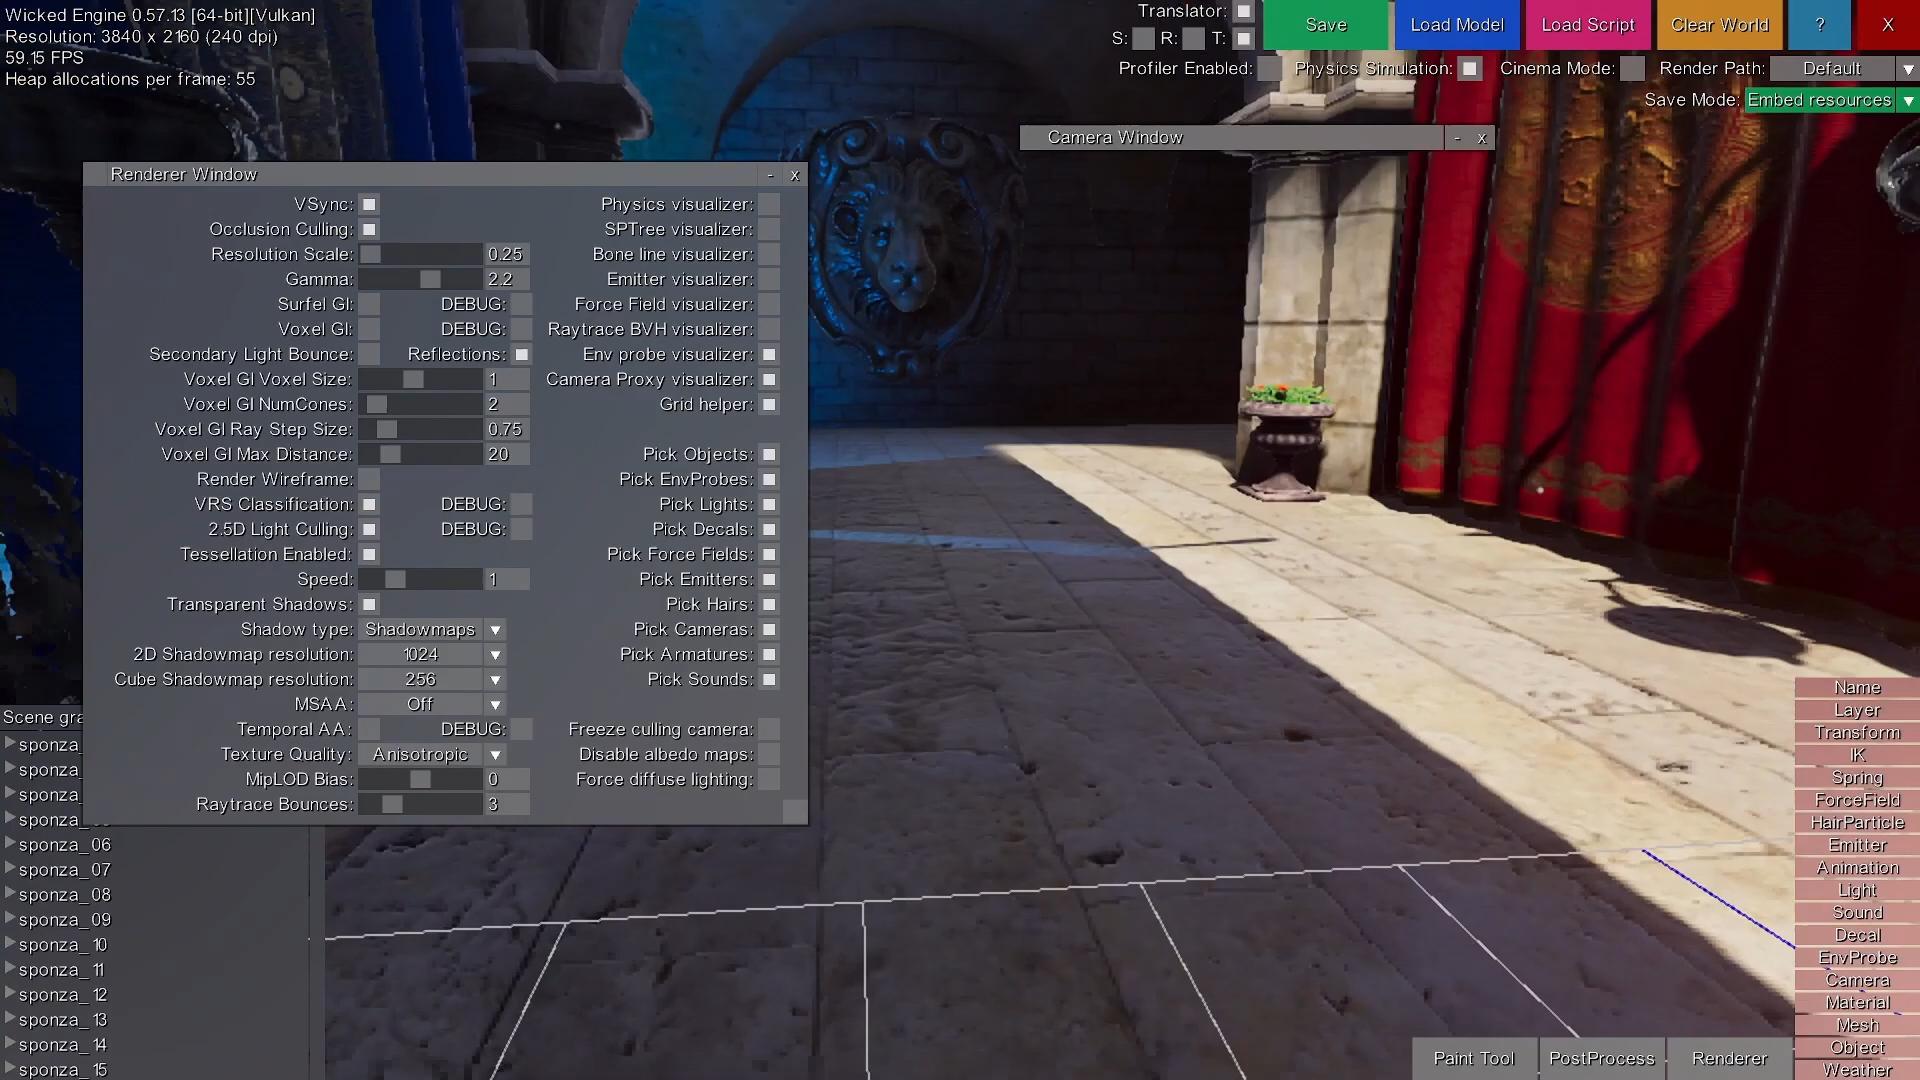 Wicked Engine 0.57.13 [64-bit][Vulkan]
Resolution: 3840 x 2160 (240 dpi)
59.15 FPS
Heap allocations per frame: 55
Translator:
S: R: T:
Save
Load Model
Load Script
Clear World
?
X
Profiler Enabled:
Physics Simulation:
Cinema Mode:
Render Path: Default
Save Mode: Embed resources
Camera Window - x
Renderer Window - x
VSync:
Occlusion Culling:
Resolution Scale: 0.25
Gamma: 2.2
Surfel GI: DEBUG:
Voxel GI: DEBUG:
Secondary Light Bounce: Reflections:
Voxel GI Voxel Size: 1
Voxel GI NumCones: 2
Voxel GI Ray Step Size: 0.75
Voxel GI Max Distance: 20
Render Wireframe:
VRS Classification: DEBUG:
2.5D Light Culling: DEBUG:
Tessellation Enabled:
Speed: 1
Transparent Shadows:
Shadow type: Shadowmaps
2D Shadowmap resolution: 1024
Cube Shadowmap resolution: 256
MSAA: Off
Temporal AA: DEBUG:
Texture Quality: Anisotropic
MipLOD Bias: 0
Raytrace Bounces: 3
Physics visualizer:
SPTree visualizer:
Bone line visualizer:
Emitter visualizer:
Force Field visualizer:
Raytrace BVH visualizer:
Env probe visualizer:
Camera Proxy visualizer:
Grid helper:
Pick Objects:
Pick EnvProbes:
Pick Lights:
Pick Decals:
Pick Force Fields:
Pick Emitters:
Pick Hairs:
Pick Cameras:
Pick Armatures:
Pick Sounds:
Freeze culling camera:
Disable albedo maps:
Force diffuse lighting:
Scene gra
sponza_
sponza_
sponza_
sponza_
sponza_06
sponza_07
sponza_08
sponza_09
sponza_10
sponza_11
sponza_12
sponza_13
sponza_14
sponza_15
Name
Layer
Transform
IK
Spring
ForceField
HairParticle
Emitter
Animation
Light
Sound
Decal
EnvProbe
Camera
Material
Mesh
Object
Weather
Paint Tool
PostProcess
Renderer